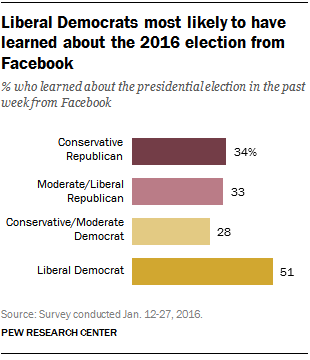 Liberal Democrats most likely to have
learned about the 2016 election from
Facebook
% who learned about the presidential election in the past
week from Facebook
Conservative
Republican
34%
Moderate/Liberal
Republican
33
Conservative/Moderate
Democrat
28
Liberal Democrat
51
Source: Survey conducted Jan. 12-27, 2016.
PEW RESEARCH CENTER